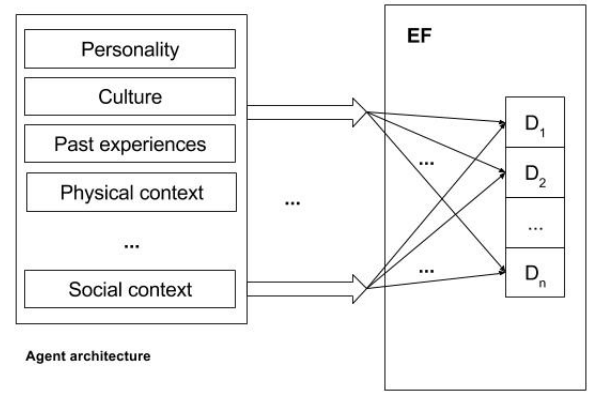 Personality
Culture
Past experiences
Physical context
...
Social context
Agent architecture
...
EF
...
...
D1
D2
...
Dn